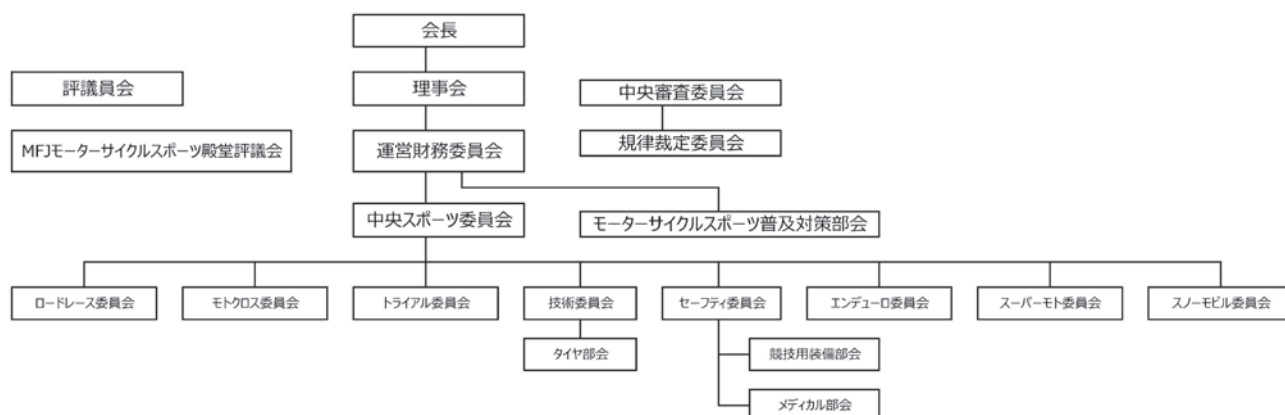 会長
評議員会
理事会
中央審査委員会
MFJモーターサイクルスポーツ殿堂評議会
運営財務委員会
規律裁定委員会
中央スポーツ委員会
モーターサイクルスポーツ普及対策部会
ロードレース委員会
モトクロス委員会
トライアル委員会
技術委員会
セーフティ委員会
エンデューロ委員会
スーパーモト委員会
スノーモビル委員会
タイヤ部会
競技用装備部会
メディカル部会